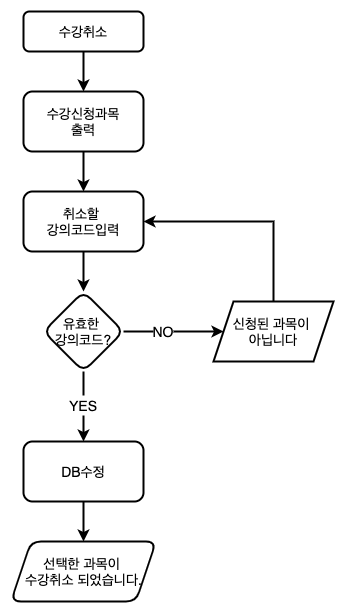 수강취소
수강신청과목
출력
취소할
강의코드입력
유효한
강의코드?
NO
신청된 과목이
아닙니다
YES
DB수정
선택한 과목이
수강취소 되었습니다.